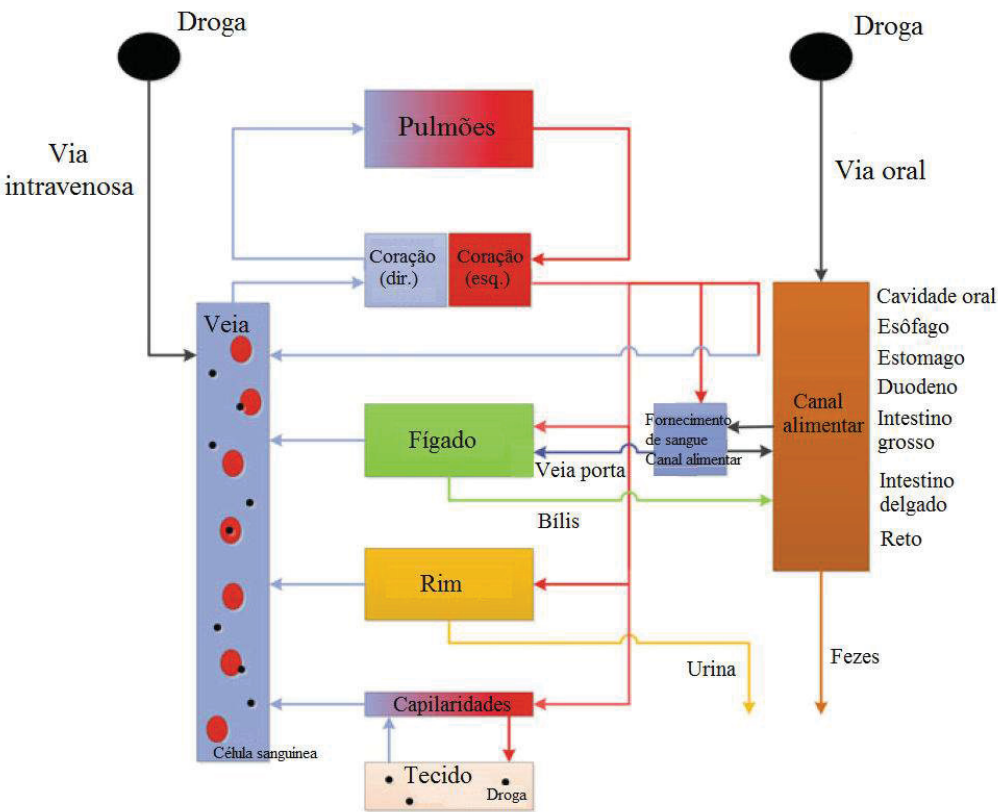 Droga
Droga
Via
intravenosa
Pulmões
Via oral
Coração
(dir.)
Coração
(esq.)
Veia
Cavidade oral
Esôfago
Estomago
Duodeno
Intestino
grosso
Intestino
delgado
Reto
Canal
alimentar
Fornecimento
de sangue
Canal alimentar
Fígado
Veia porta
Bílis
Rim
Urina
Fezes
Capilaridades
Célula sanguínea
Tecido
Droga